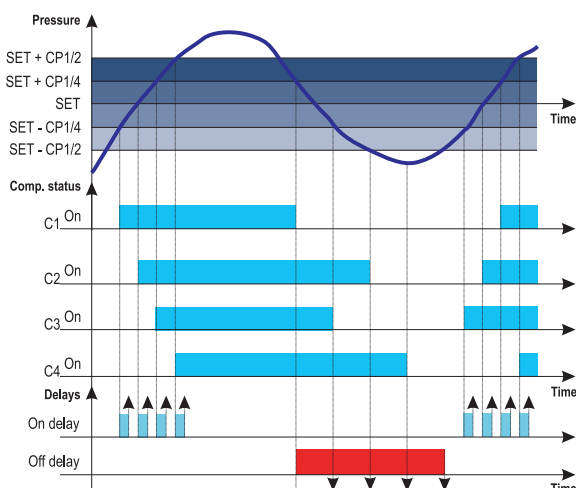 Pressure
SET + CP1/2
SET + CP1/4
SET
Time
SET - CP1/4
SET - CP1/2
Comp. status
C1 On
C2 On
C3 On
C4 On
Time
Delays
On delay
Off delay
Time